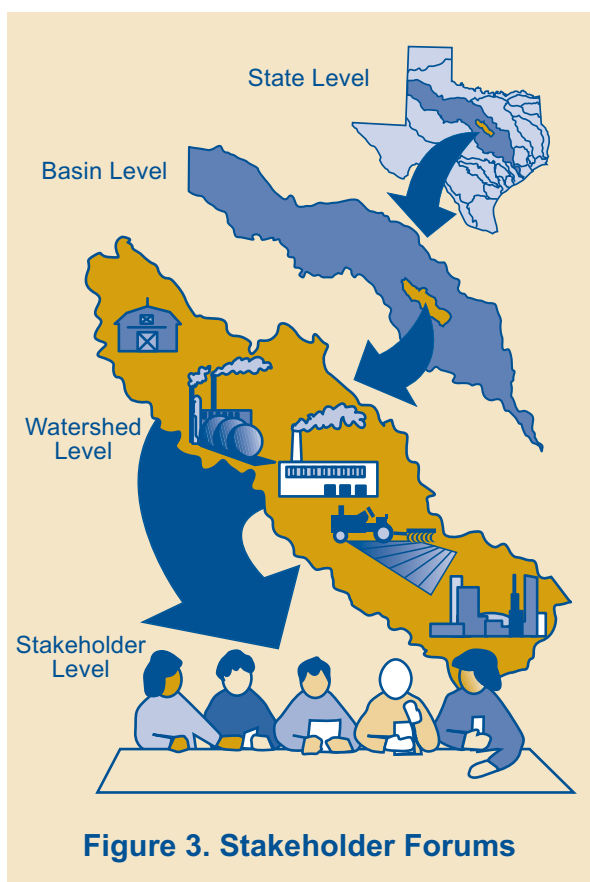 State Level
Basin Level
Watershed
Level
Stakeholder
Level
Figure 3. Stakeholder Forums